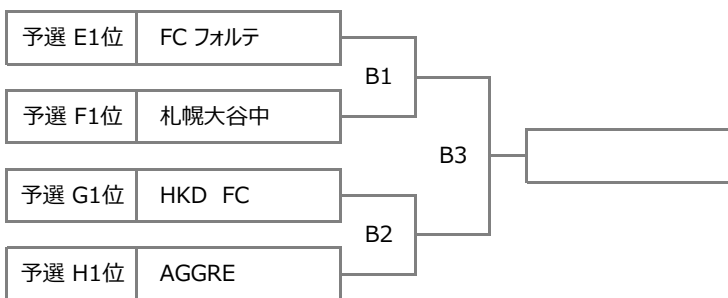 予選 E1位 FC フォルテ
B1
予選 F1位 札幌大谷中
B3
予選 G1位 HKD FC
B2
予選 H1位 AGGRE